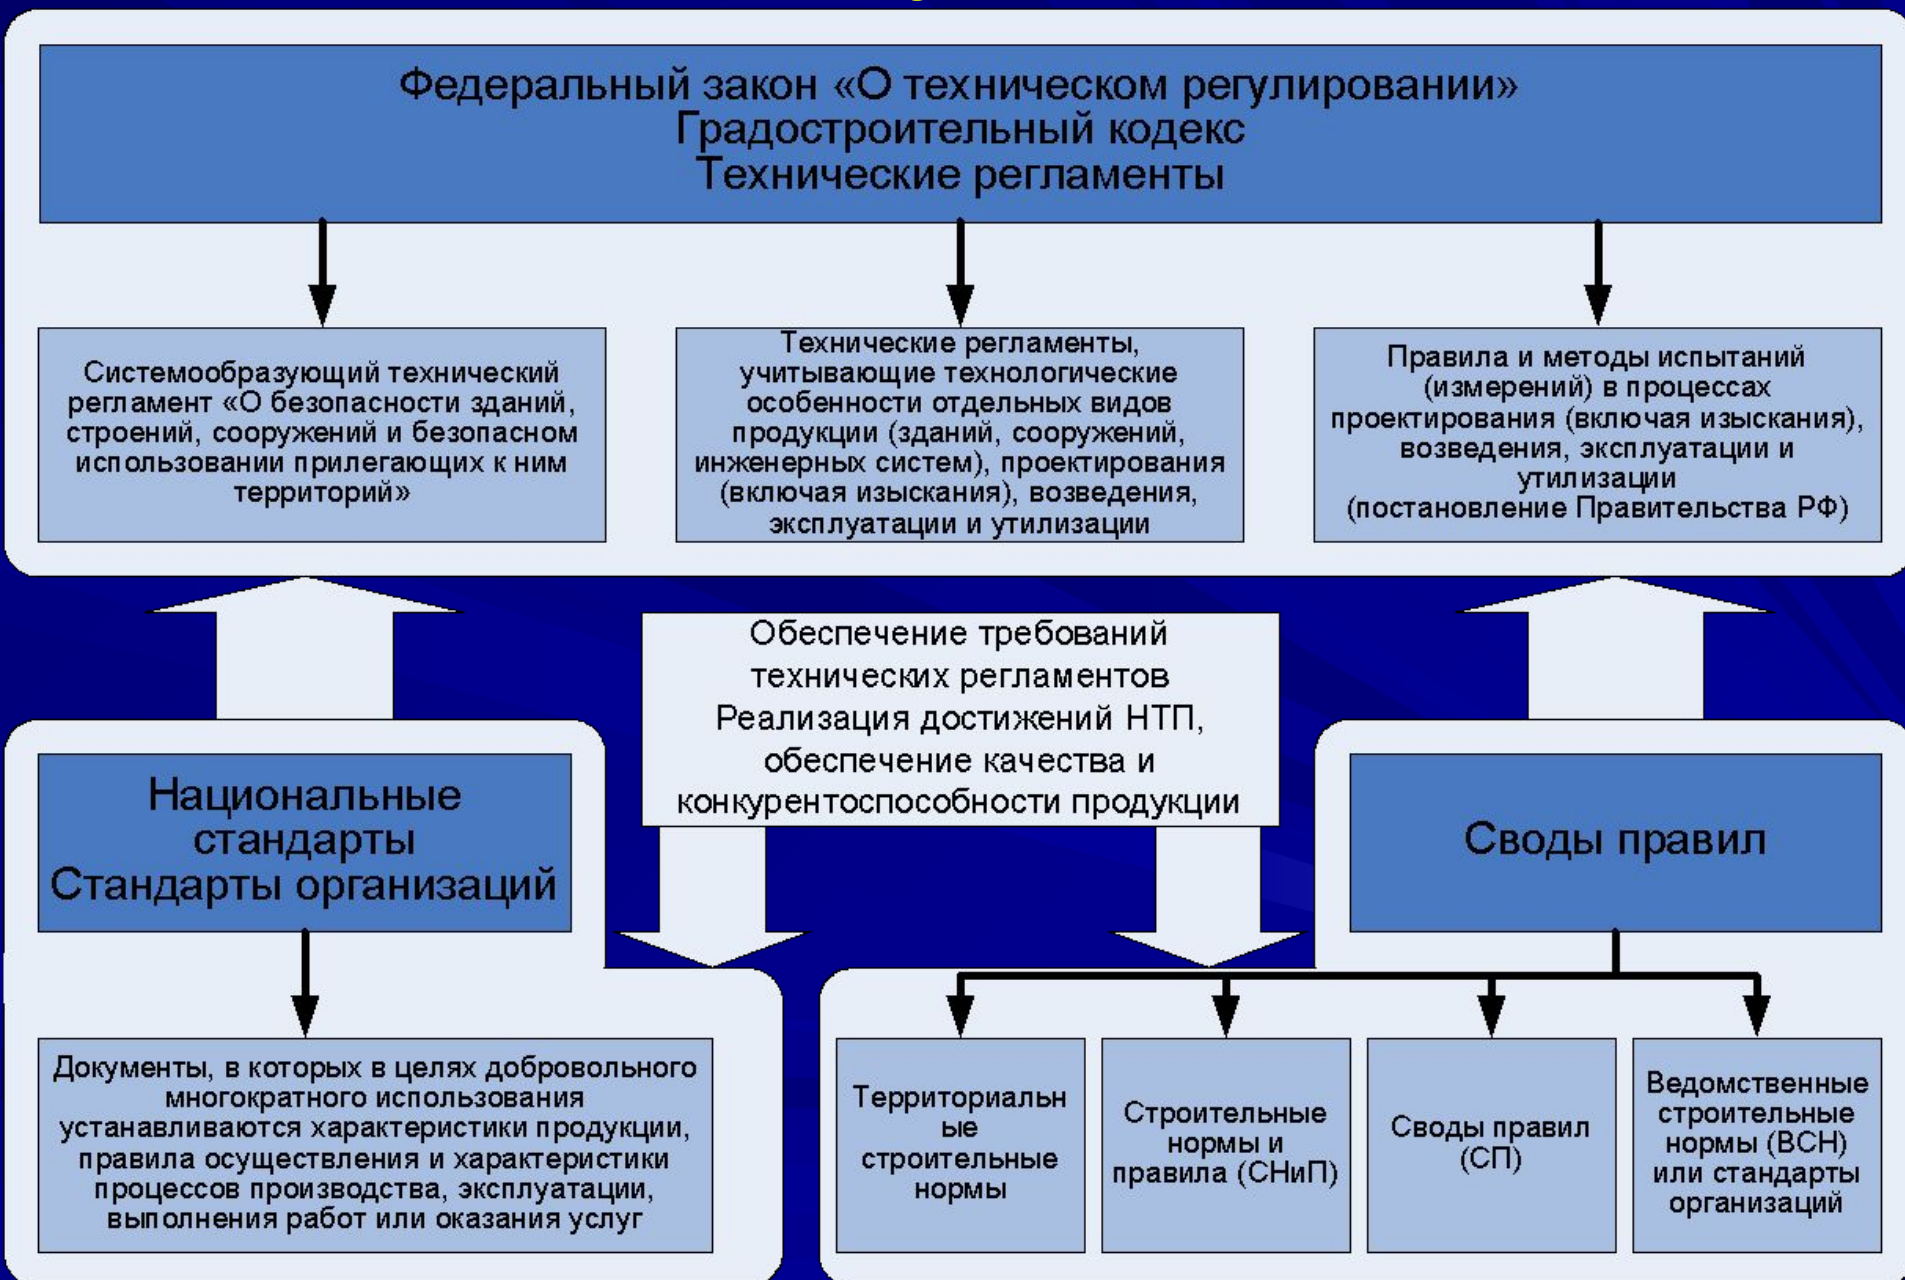 Федеральный закон «О техническом регулировании»
Градостроительный кодекс
Технические регламенты
Системообразующий технический
регламент «О безопасности зданий,
строений, сооружений и безопасном
использовании прилегающих к ним
территорий»
Технические регламенты,
учитывающие технологические
особенности отдельных видов
продукции (зданий, сооружений,
инженерных систем), проектирования
(включая изыскания), возведения,
эксплуатации и утилизации
Правила и методы испытаний
(измерений) в процессах
проектирования (включая изыскания),
возведения, эксплуатации и
утилизации
(постановление Правительства РФ)
Обеспечение требований
технических регламентов
Реализация достижений НТП,
обеспечение качества и
конкурентоспособности продукции
Национальные
стандарты
Стандарты организаций
Своды правил
Документы, в которых в целях добровольного
многократного использования
устанавливаются характеристики продукции,
правила осуществления и характеристики
процессов производства, эксплуатации,
выполнения работ или оказания услуг
Территориальн
ые
строительные
нормы
Строительные
нормы и
правила (СНиП)
Своды правил
(СП)
Ведомственные
строительные
нормы (ВСН)
или стандарты
организаций